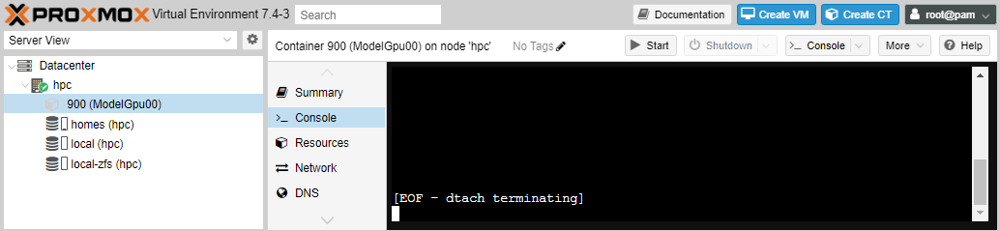 PROXMOX Virtual Environment 7.4-3 Search Documentation Create VM Create CT root@pam
Server View
Container 900 (ModelGpu00) on node 'hpc' No Tags Start Shutdown Console More Help
Datacenter
hpc
900 (ModelGpu00)
homes (hpc)
local (hpc)
local-zfs (hpc)
Summary
Console
Resources
Network
DNS
[EOF - dtach terminating]